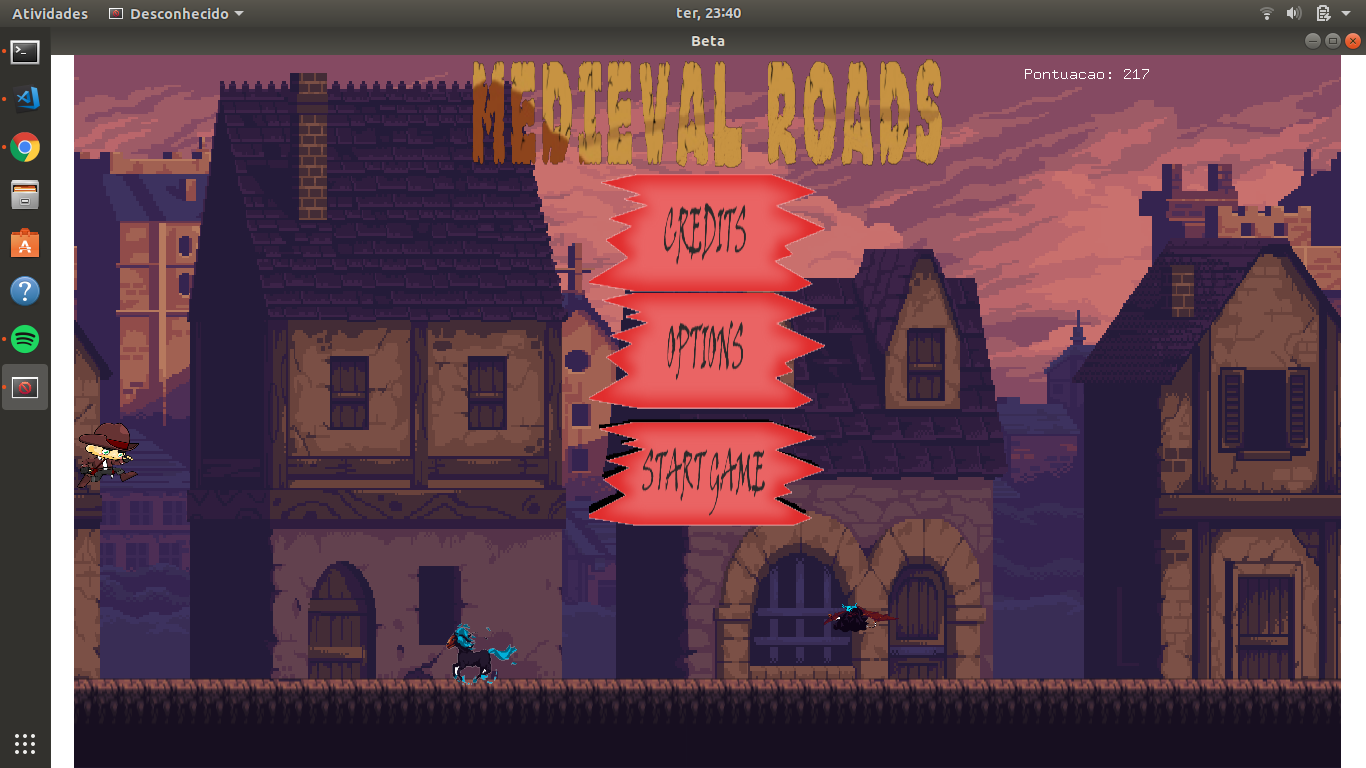 Atividades
Desconhecido
ter, 23:40
Beta
MEDIEVAL ROADS
Pontuacao: 217
CREDITS
OPTIONS
START GAME